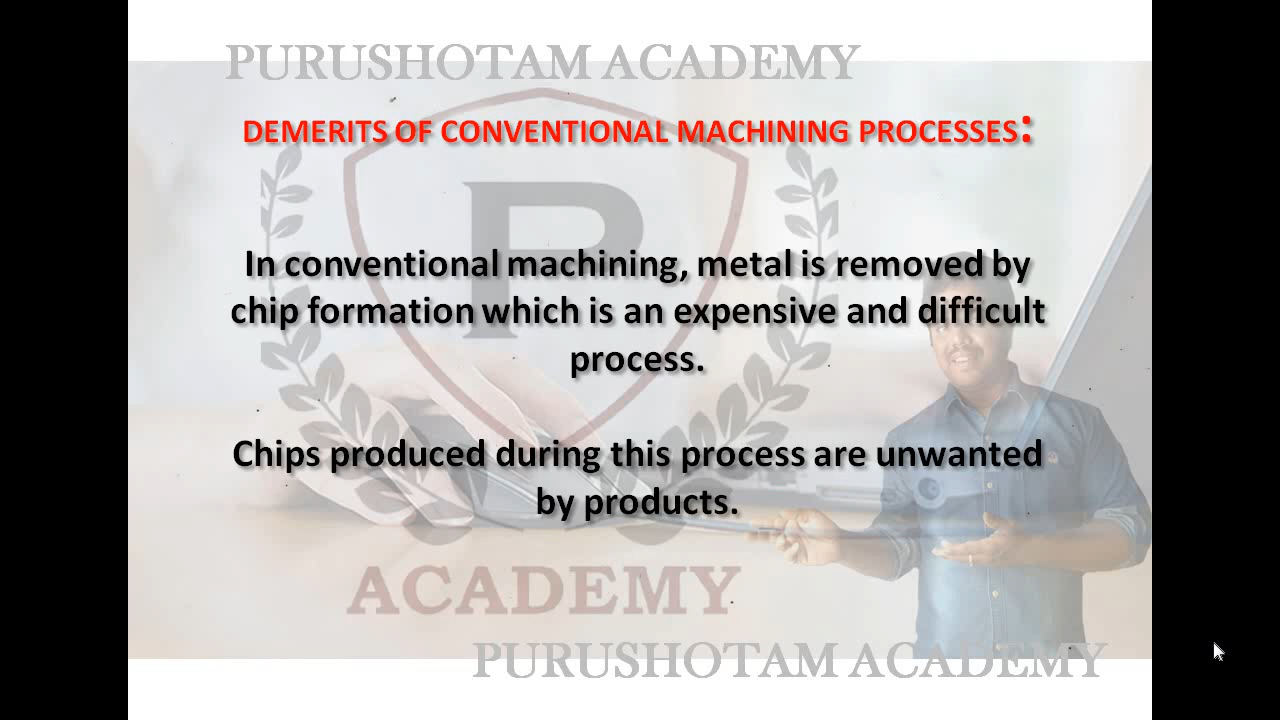 PURUSHOTAM ACADEMY
DEMERITS OF CONVENTIONAL MACHINING PROCESSES:
In conventional machining, metal is removed by
chip formation which is an expensive and difficult
process.
Chips produced during this process are unwanted
by products.
P
ACADEMY
PURUSHOTAM ACADEMY